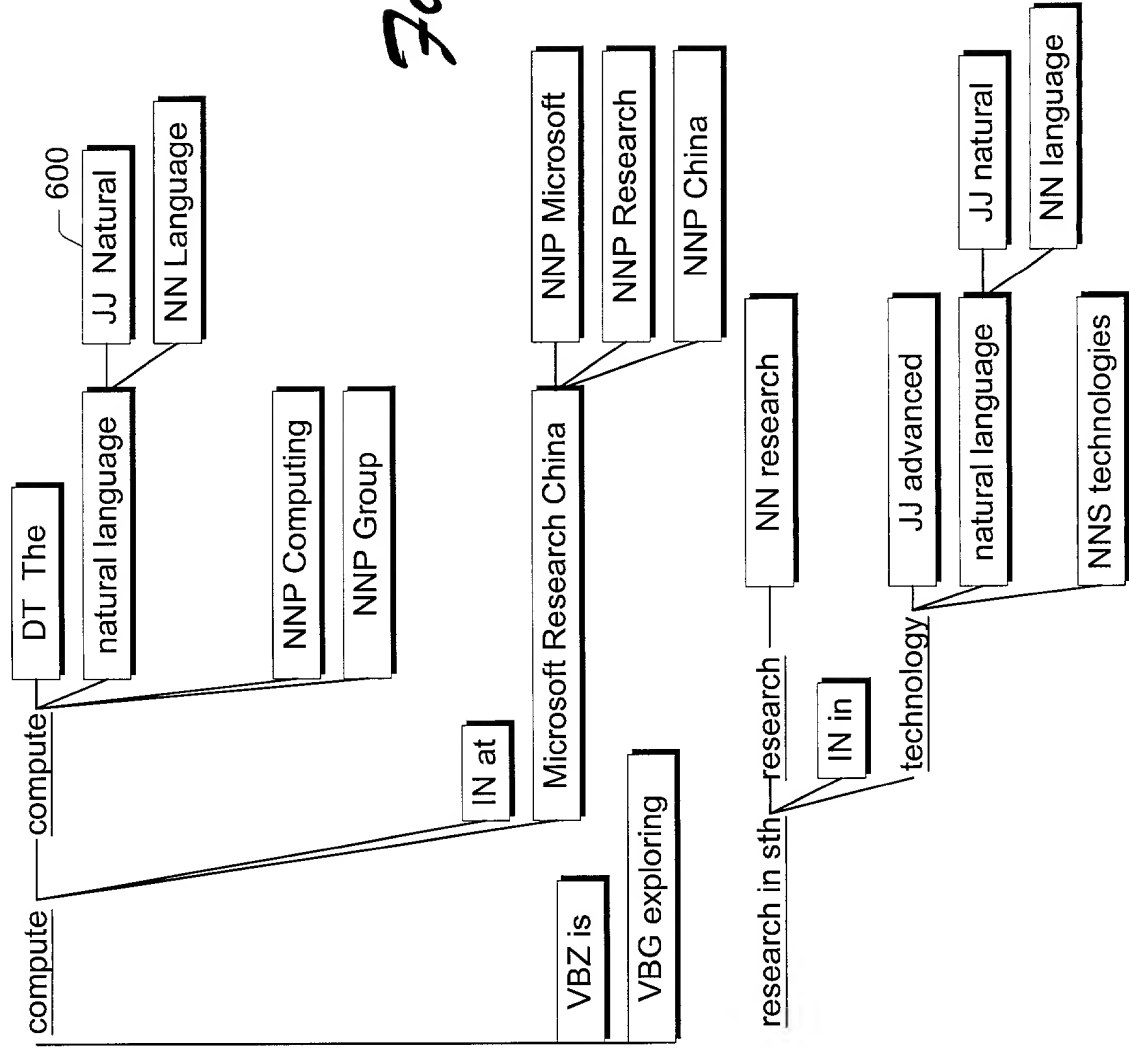 600
DT The
JJ Natural
compute
compute
natural language
NN Language
NNP Computing
NNP Group
IN at
Microsoft Research China
NNP Microsoft
NNP Research
NNP China
VBZ is
VBG exploring
research in sth
research
NN research
IN in
technology
JJ advanced
natural language
JJ natural
NN language
NNS technologies